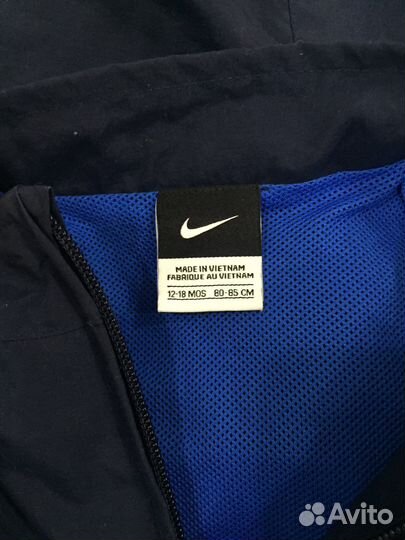 MADE IN VIETNAM
FABRIQUE AU VIETNAM
12-18 MOS 80-85 CM
Avito